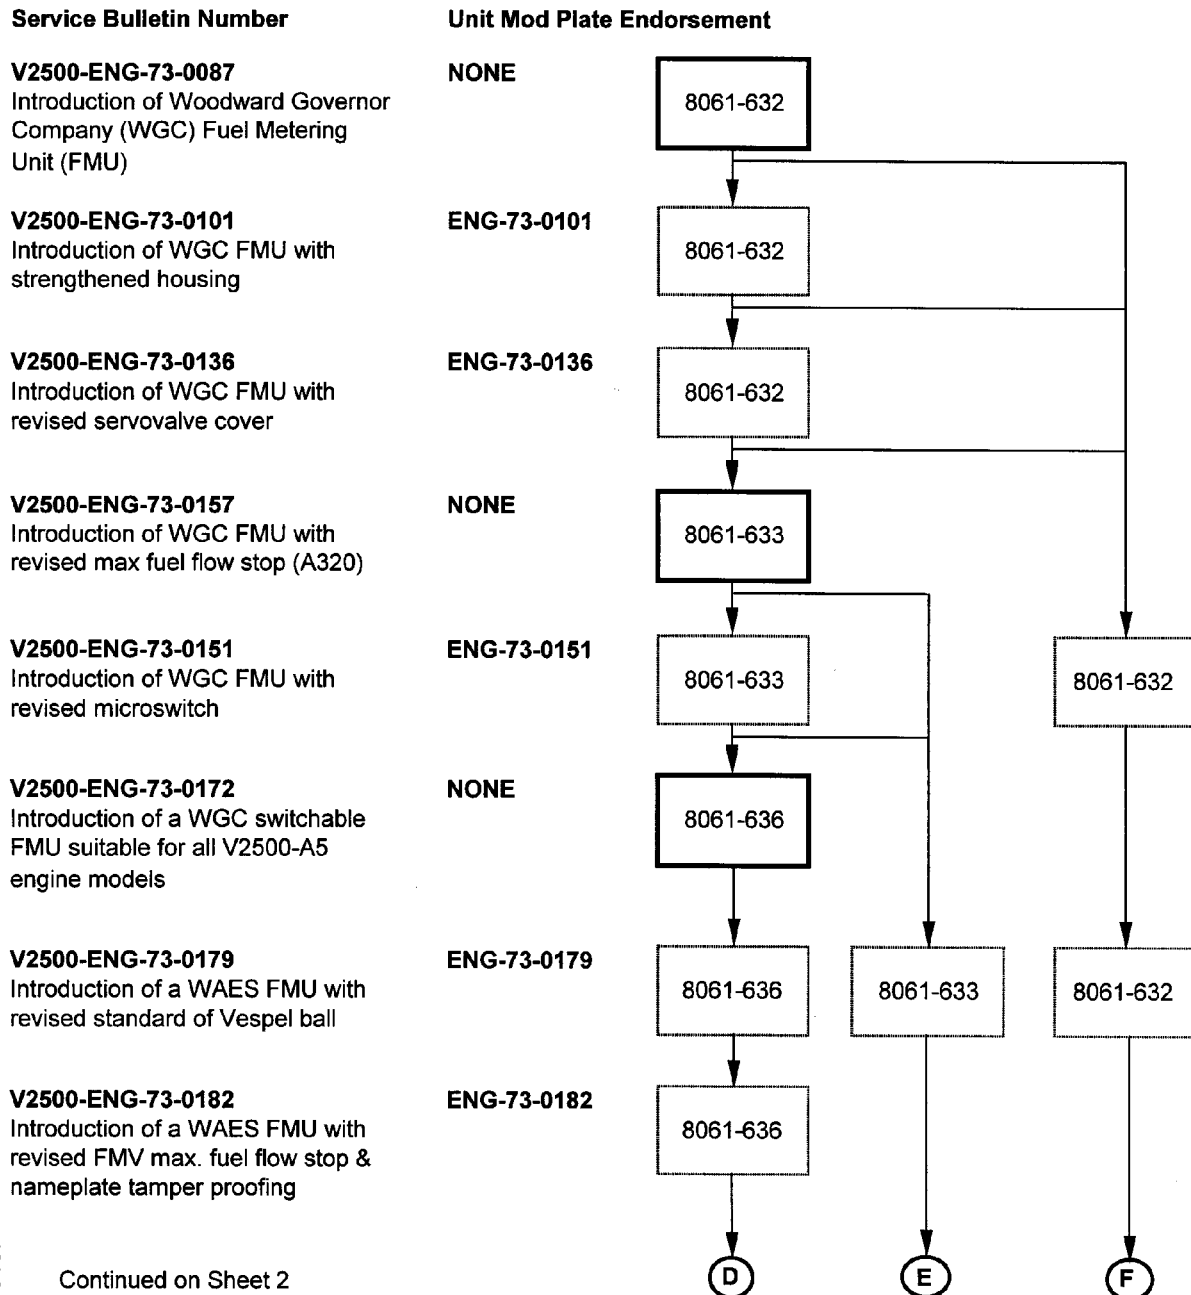 Service Bulletin Number
Unit Mod Plate Endorsement
V2500-ENG-73-0087
NONE
Introduction of Woodward Governor
Company (WGC) Fuel Metering
Unit (FMU)
8061-632
V2500-ENG-73-0101
ENG-73-0101
Introduction of WGC FMU with
strengthened housing
8061-632
V2500-ENG-73-0136
ENG-73-0136
Introduction of WGC FMU with
revised servovalve cover
8061-632
V2500-ENG-73-0157
NONE
Introduction of WGC FMU with
revised max fuel flow stop (A320)
8061-633
V2500-ENG-73-0151
ENG-73-0151
Introduction of WGC FMU with
revised microswitch
8061-633
8061-632
V2500-ENG-73-0172
NONE
Introduction of a WGC switchable
FMU suitable for all V2500-A5
engine models
8061-636
V2500-ENG-73-0179
ENG-73-0179
Introduction of a WAES FMU with
revised standard of Vespel ball
8061-636
8061-633
8061-632
V2500-ENG-73-0182
ENG-73-0182
Introduction of a WAES FMU with
revised FMV max. fuel flow stop &
nameplate tamper proofing
8061-636
Continued on Sheet 2
D
E
F